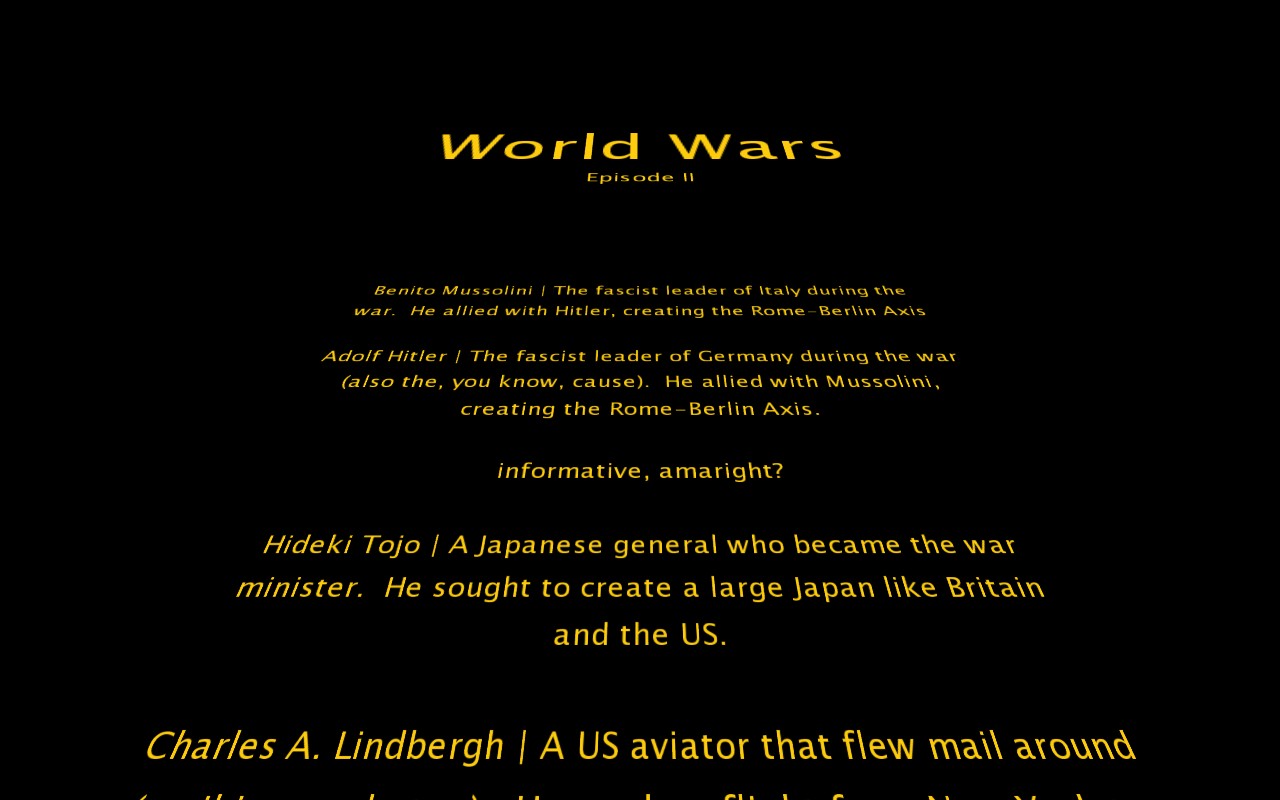 World Wars
Episode II
Benito Mussolini | The fascist leader of Italy during the
war.  He allied with Hitler, creating the Rome-Berlin Axis
Adolf Hitler | The fascist leader of Germany during the war
(also the, you know, cause).  He allied with Mussolini,
creating the Rome-Berlin Axis.
informative, amaright?
Hideki Tojo | A Japanese general who became the war
minister.  He sought to create a large Japan like Britain
and the US.
Charles A. Lindbergh | A US aviator that flew mail around